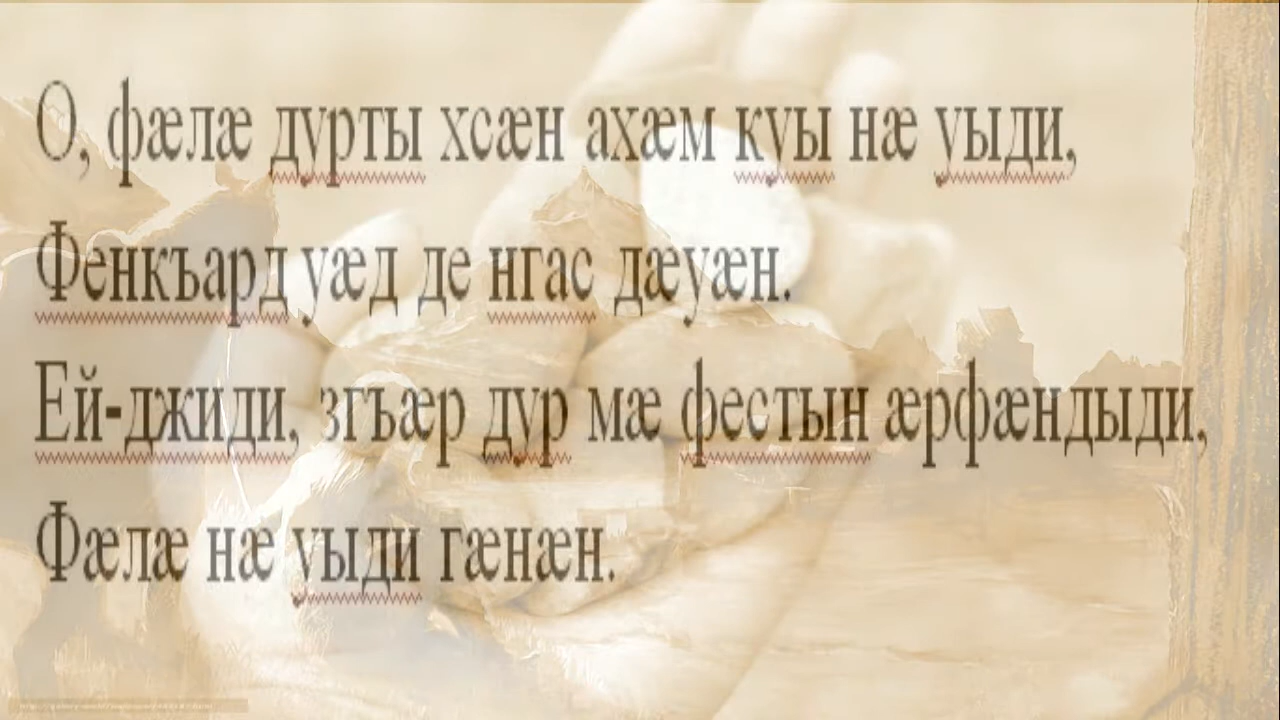 О, фæлæ дурты хсæн ахæм куы нæ уыди,
Фенкъард уæд де нгас дæуæн.
Ей-джиди, згъæр дур мæ фестын æрфæндыди,
Фæлæ нæ уыди гæнæн.